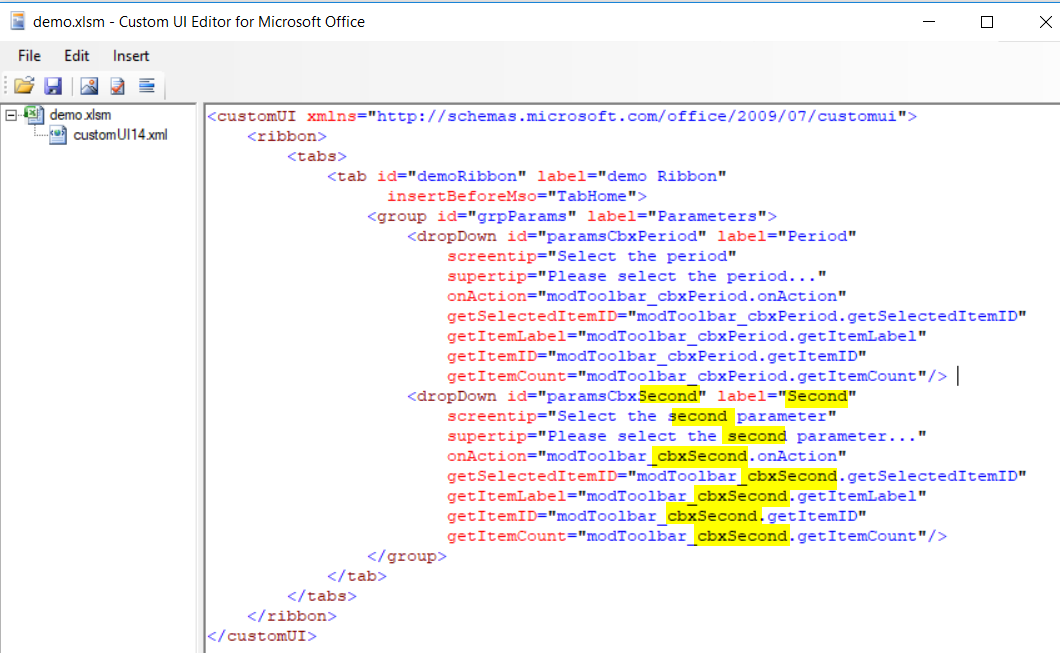 demo.xlsm - Custom UI Editor for Microsoft Office
File Edit Insert
demo.xlsm
customUI14.xml
<customUI xmlns="http://schemas.microsoft.com/office/2009/07/customui">
<ribbon>
<tabs>
<tab id="demoRibbon" label="demo Ribbon"
insertBeforeMso="TabHome">
<group id="grpParams" label="Parameters">
<dropDown id="paramsCbxPeriod" label="Period"
screentip="Select the period"
supertip="Please select the period..."
onAction="modToolbar_cbxPeriod.onAction"
getSelectedItemID="modToolbar_cbxPeriod.getSelectedItemID"
getItemLabel="modToolbar_cbxPeriod.getItemLabel"
getItemID="modToolbar_cbxPeriod.getItemID"
getItemCount="modToolbar_cbxPeriod.getItemCount"/>
<dropDown id="paramsCbxSecond" label="Second"
screentip="Select the second parameter"
supertip="Please select the second parameter..."
onAction="modToolbar_cbxSecond.onAction"
getSelectedItemID="modToolbar_cbxSecond.getSelectedItemID"
getItemLabel="modToolbar_cbxSecond.getItemLabel"
getItemID="modToolbar_cbxSecond.getItemID"
getItemCount="modToolbar_cbxSecond.getItemCount"/>
</group>
</tab>
</tabs>
</ribbon>
</customUI>